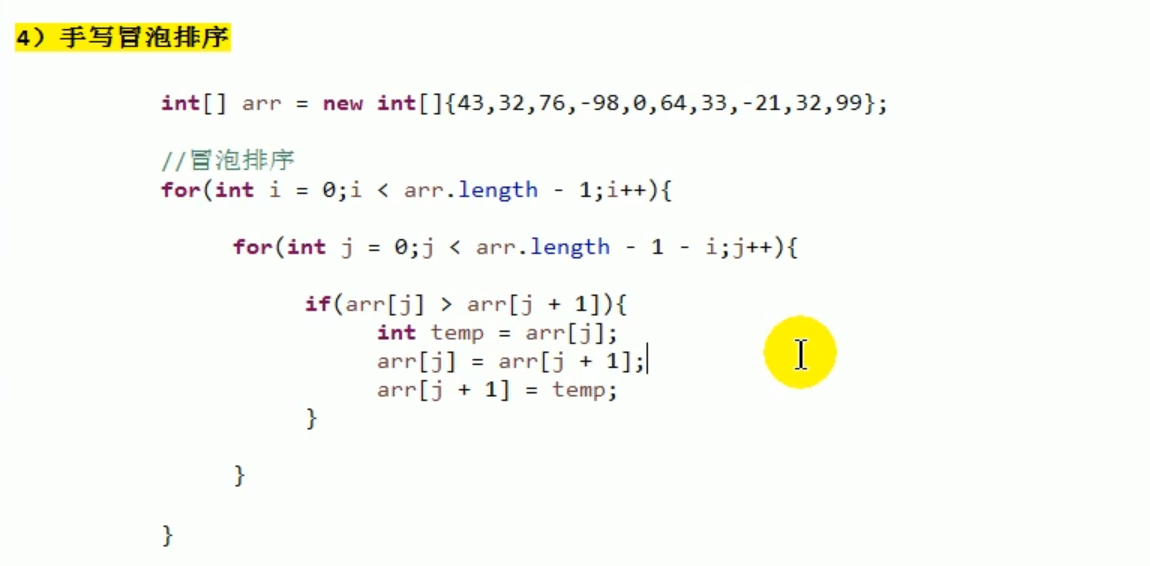 4）手写冒泡排序
int[] arr = new int[]{43,32,76,-98,0,64,33,-21,32,99};
//冒泡排序
for(int i = 0;i < arr.length - 1;i++){
for(int j = 0;j < arr.length - 1 - i;j++){
if(arr[j] > arr[j + 1]){
int temp = arr[j];
arr[j] = arr[j + 1];
arr[j + 1] = temp;
}
}
}